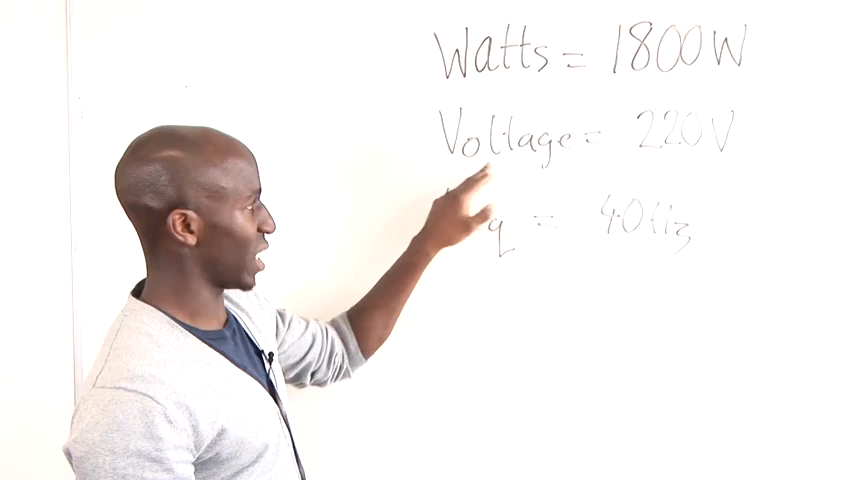 Watts = 1800W
Voltage = 220V
q = 40Hz